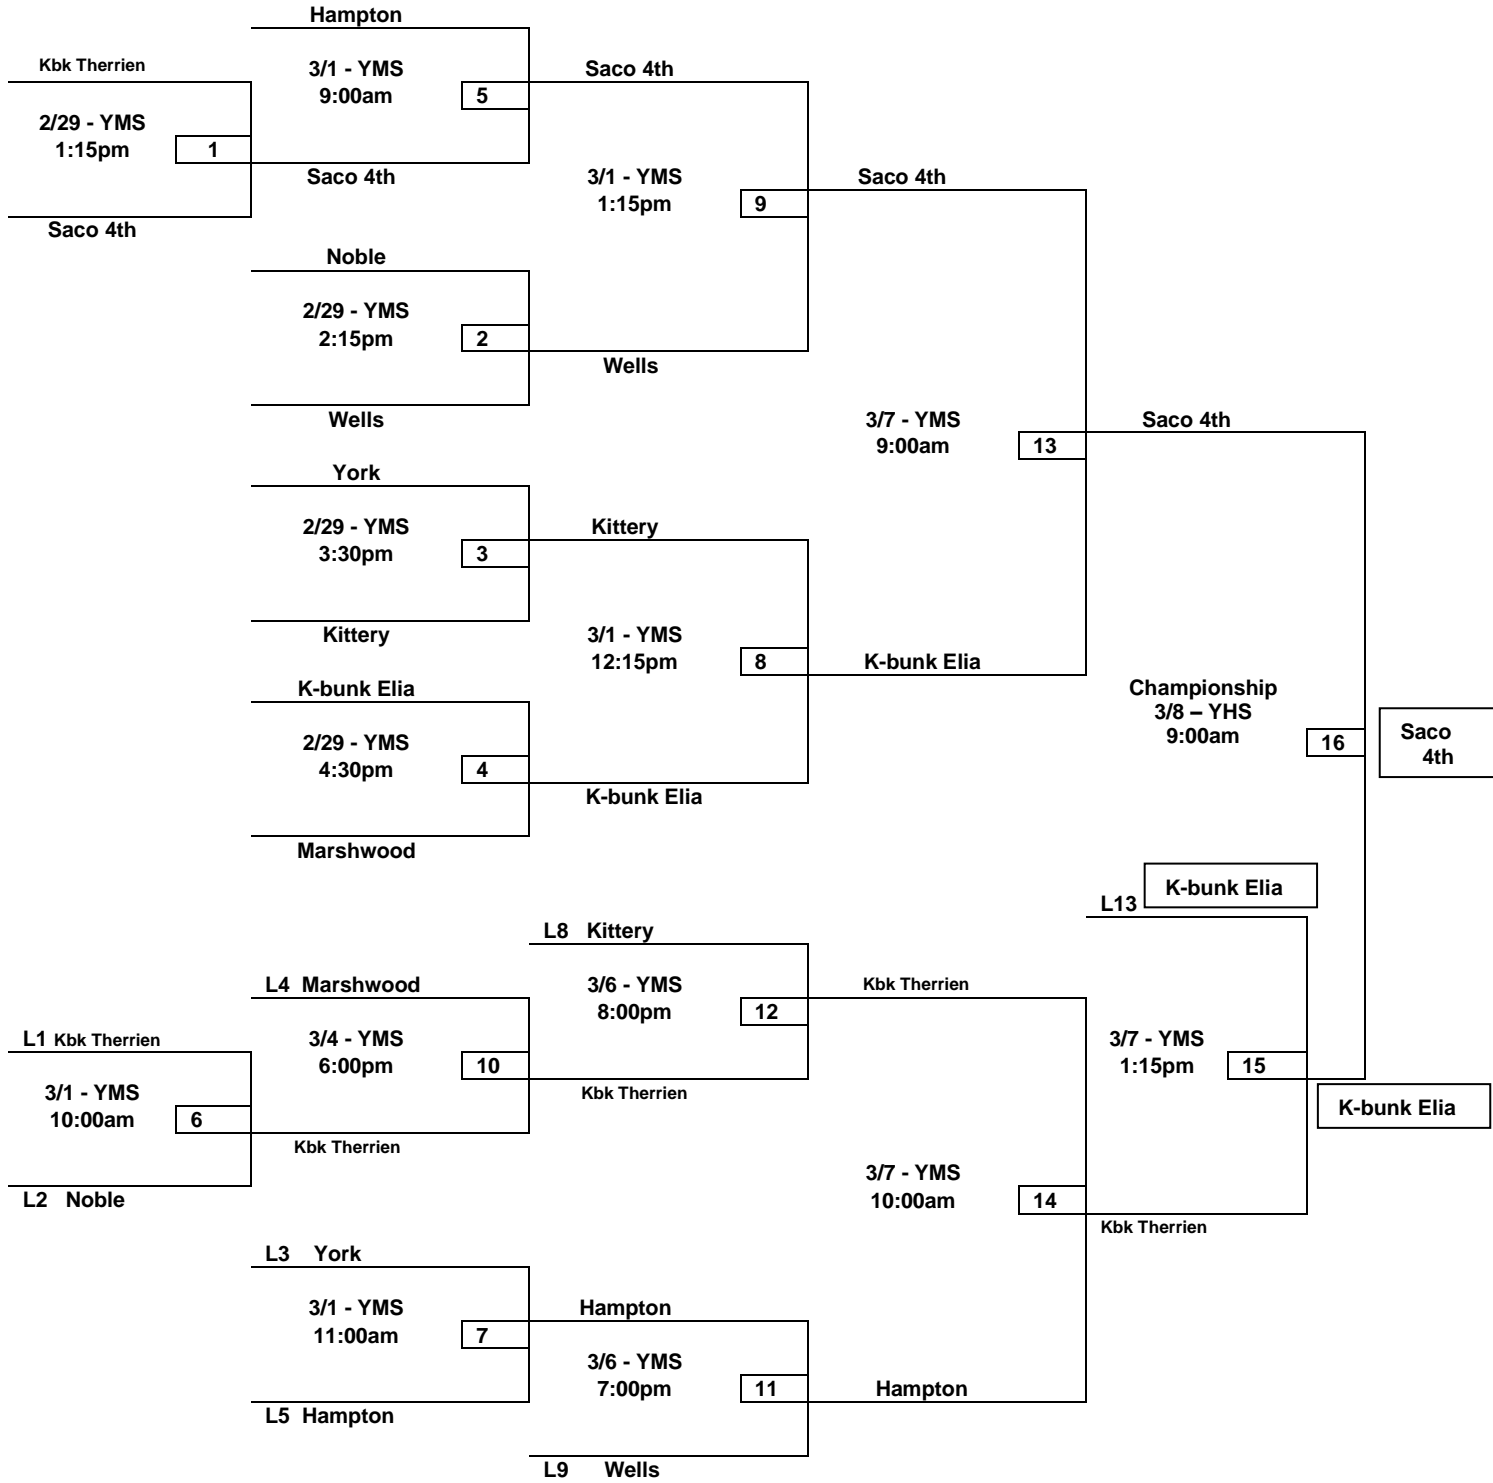 Hampton
Kbk Therrien
3/1 - YMS
9:00am
5
Saco 4th
2/29 - YMS
1:15pm
1
Saco 4th
Saco 4th
3/1 - YMS
1:15pm
9
Saco 4th
Noble
2/29 - YMS
2:15pm
2
Wells
Wells
3/7 - YMS
9:00am
13
Saco 4th
York
2/29 - YMS
3:30pm
3
Kittery
Kittery
3/1 - YMS
12:15pm
8
K-bunk Elia
K-bunk Elia
2/29 - YMS
4:30pm
4
K-bunk Elia
Marshwood
Championship
3/8 – YHS
9:00am
16
Saco
4th
K-bunk Elia
L13
L8 Kittery
L4 Marshwood
3/6 - YMS
8:00pm
12
Kbk Therrien
L1 Kbk Therrien
3/4 - YMS
6:00pm
10
Kbk Therrien
3/7 - YMS
1:15pm
15
K-bunk Elia
3/1 - YMS
10:00am
6
Kbk Therrien
L2 Noble
3/7 - YMS
10:00am
14
Kbk Therrien
L3 York
3/1 - YMS
11:00am
7
Hampton
3/6 - YMS
7:00pm
11
Hampton
L5 Hampton
L9 Wells